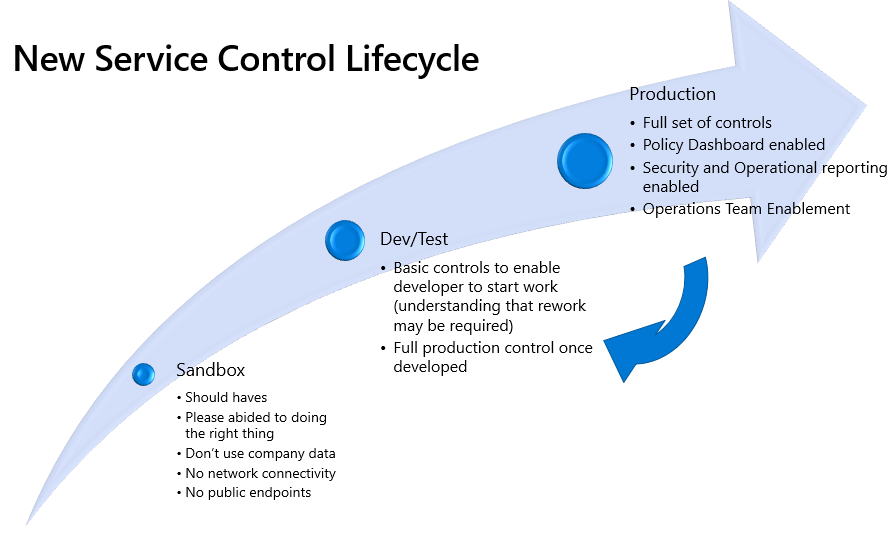 New Service Control Lifecycle
Production
• Full set of controls
• Policy Dashboard enabled
• Security and Operational reporting
enabled
• Operations Team Enablement
Dev/Test
• Basic controls to enable
developer to start work
(understanding that rework
may be required)
• Full production control once
developed
Sandbox
• Should haves
• Please abided to doing
the right thing
• Don't use company data
• No network connectivity
• No public endpoints